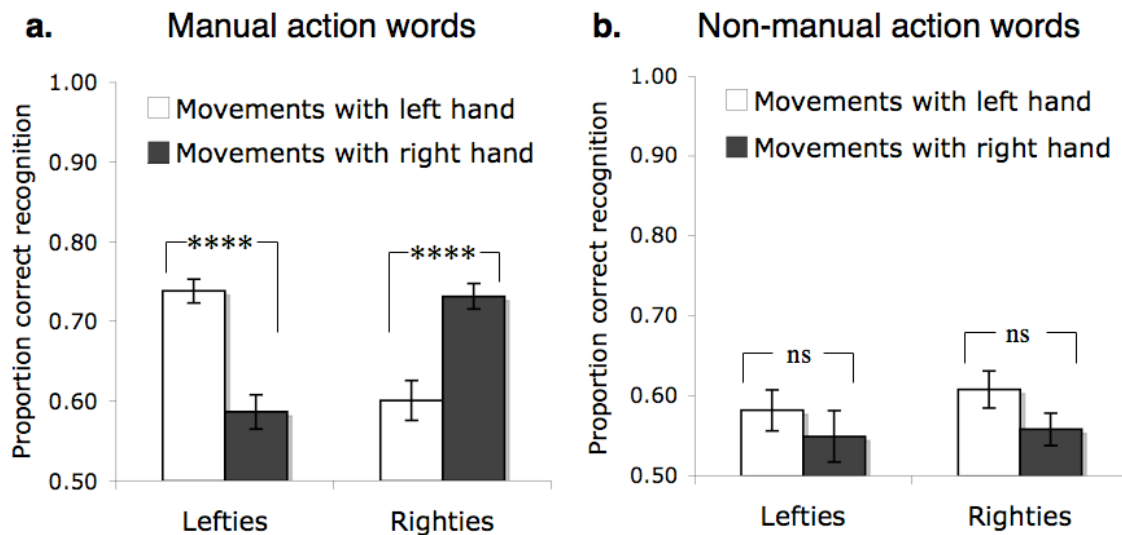 a. Manual action words
Proportion correct recognition
1.00
0.90
0.80
0.70
0.60
0.50
Movements with left hand
Movements with right hand
****
****
Lefties
Righties
b. Non-manual action words
Proportion correct recognition
1.00
0.90
0.80
0.70
0.60
0.50
Movements with left hand
Movements with right hand
ns
ns
Lefties
Righties